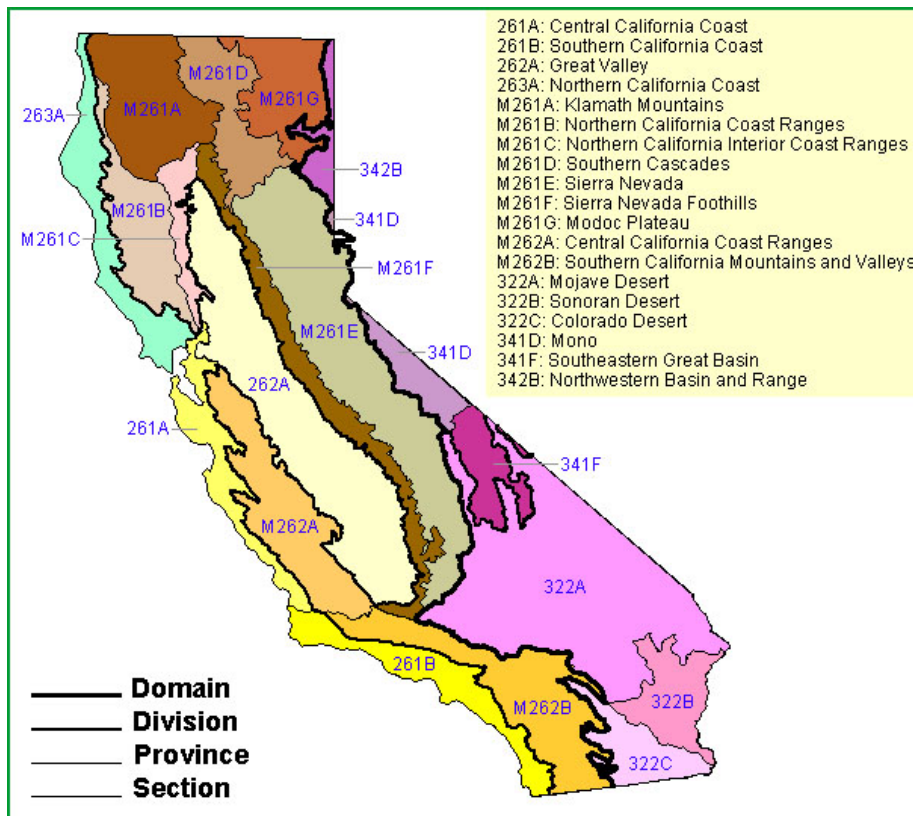 261A: Central California Coast
261B: Southern California Coast
262A: Great Valley
263A: Northern California Coast
M261A: Klamath Mountains
M261B: Northern California Coast Ranges
M261C: Northern California Interior Coast Ranges
M261D: Southern Cascades
M261E: Sierra Nevada
M261F: Sierra Nevada Foothills
M261G: Modoc Plateau
M262A: Central California Coast Ranges
M262B: Southern California Mountains and Valleys
322A: Mojave Desert
322B: Sonoran Desert
322C: Colorado Desert
341D: Mono
341F: Southeastern Great Basin
342B: Northwestern Basin and Range
M261D
M261G
263A
M261A
342B
M261B
341D
M261C
M261F
M261E
341D
262A
261A
341F
M262A
322A
261B
M262B
322B
322C
Domain
Division
Province
Section